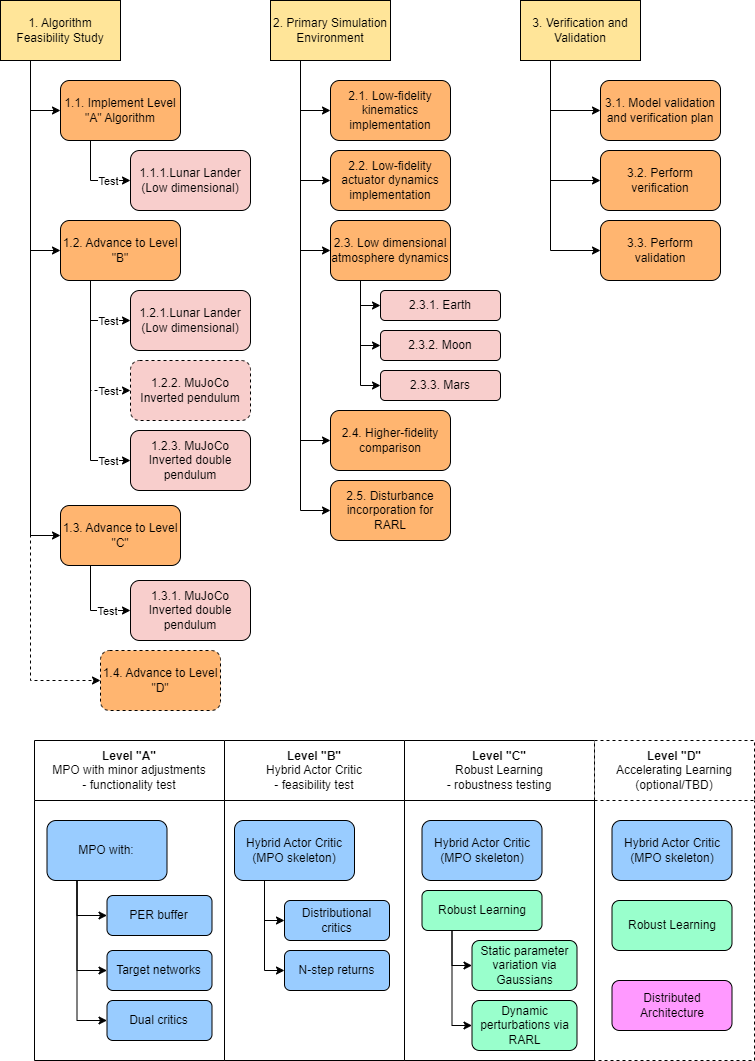 1. Algorithm
Feasibility Study
1.1. Implement Level
"A" Algorithm
Test
1.1.1.Lunar Lander
(Low dimensional)
1.2. Advance to Level
"B"
Test
1.2.1.Lunar Lander
(Low dimensional)
Test
1.2.2. MuJoCo
Inverted pendulum
Test
1.2.3. MuJoCo
Inverted double
pendulum
1.3. Advance to Level
"C"
Test
1.3.1. MuJoCo
Inverted double
pendulum
1.4. Advance to Level
"D"
2. Primary Simulation
Environment
2.1. Low-fidelity
kinematics
implementation
2.2. Low-fidelity
actuator dynamics
implementation
2.3. Low dimensional
atmosphere dynamics
2.3.1. Earth
2.3.2. Moon
2.3.3. Mars
2.4. Higher-fidelity
comparison
2.5. Disturbance
incorporation for
RARL
3. Verification and
Validation
3.1. Model validation
and verification plan
3.2. Perform
verification
3.3. Perform
validation
Level "A"
MPO with minor adjustments
- functionality test
MPO with:
PER buffer
Target networks
Dual critics
Level "B"
Hybrid Actor Critic
- feasibility test
Hybrid Actor Critic
(MPO skeleton)
Distributional
critics
N-step returns
Level "C"
Robust Learning
- robustness testing
Hybrid Actor Critic
(MPO skeleton)
Robust Learning
Static parameter
variation via
Gaussians
Dynamic
perturbations via
RARL
Level "D"
Accelerating Learning
(optional/TBD)
Hybrid Actor Critic
(MPO skeleton)
Robust Learning
Distributed
Architecture